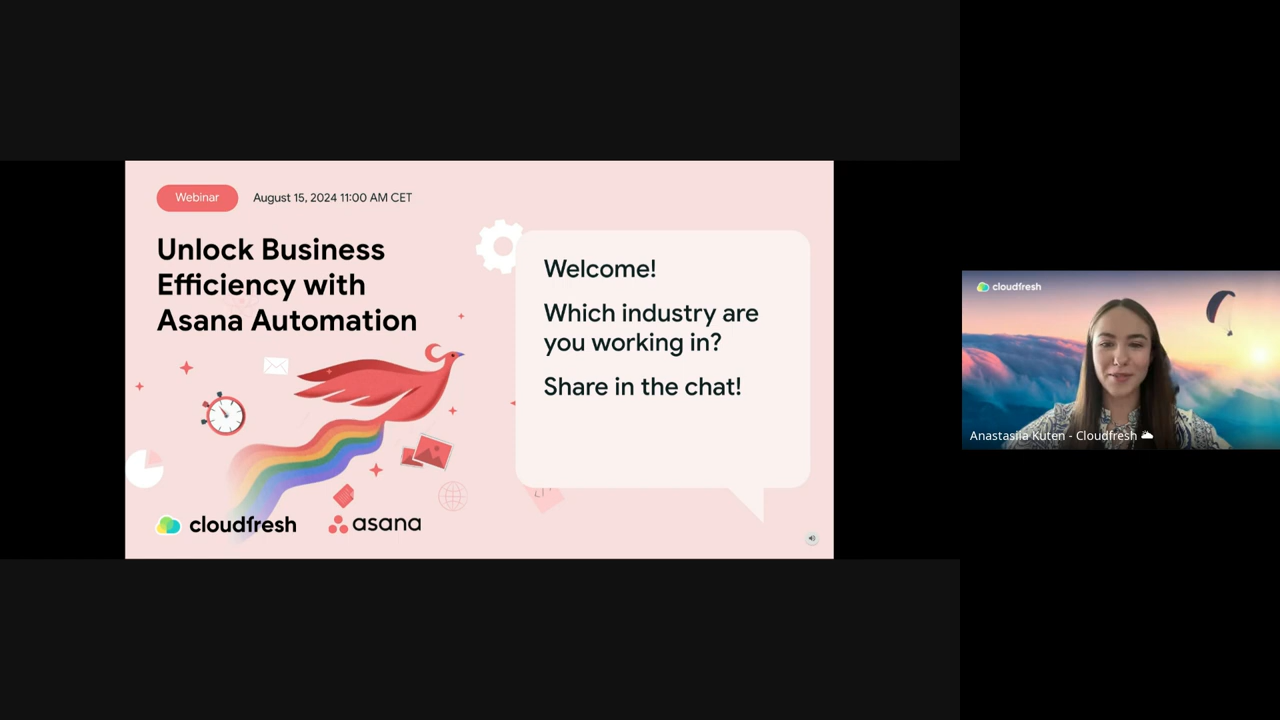 Webinar
August 15, 2024 11:00 AM CET
Unlock Business
Efficiency with
Asana Automation
Welcome!
Which industry are
you working in?
Share in the chat!
cloudfresh
asana
cloudfresh
Anastasiia Kuten - Cloudfresh